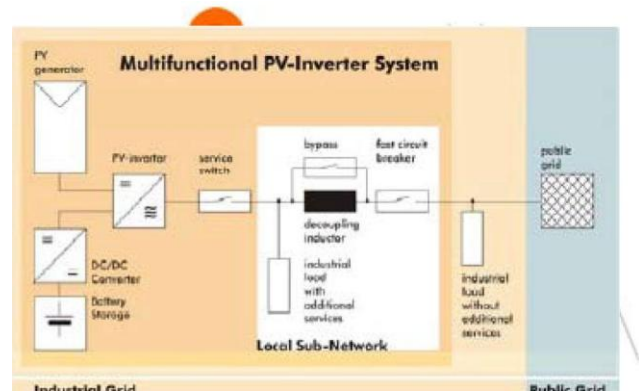 PV
generator
Multifunctional PV-Inverter System
PV-inverter
service
switch
bypass
fast circuit
breaker
public
grid
decoupling
inductor
DC/DC
Converter
Battery
Storage
industrial
load
with
additional
services
industrial
load
without
additional
services
Local Sub-Network
Industrial Grid
Public Grid